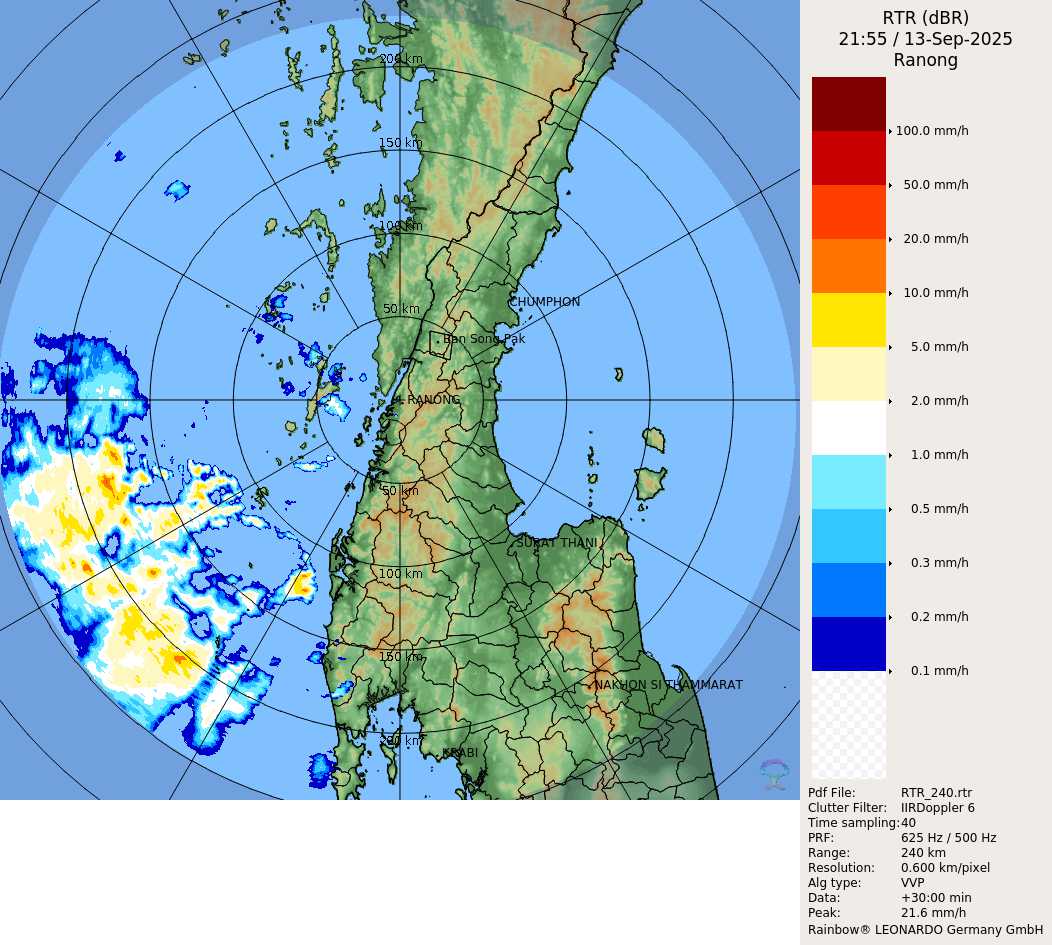 RTR (dBR)
21:55 / 13-Sep-2025
Ranong
100.0 mm/h
50.0 mm/h
20.0 mm/h
10.0 mm/h
5.0 mm/h
2.0 mm/h
1.0 mm/h
0.5 mm/h
0.3 mm/h
0.2 mm/h
0.1 mm/h
Pdf File: RTR_240.rtr
Clutter Filter: IIRDoppler 6
Time sampling:40
PRF: 625 Hz / 500 Hz
Range: 240 km
Resolution: 0.600 km/pixel
Alg type: VVP
Data: +30:00 min
Peak: 21.6 mm/h
Rainbow® LEONARDO Germany GmbH
200 km
150 km
100 km
CHUMPHON
50 km
Ban Song Pak
RANONG
50 km
SURAT THANI
100 km
150 km
NAKHON SI THAMMARAT
200 km
KRABI